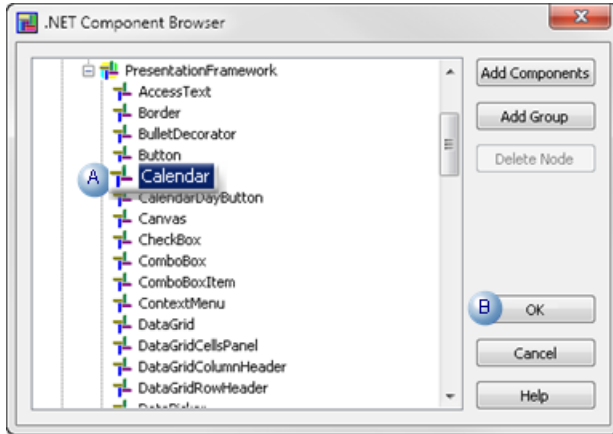 .NET Component Browser
PresentationFramework
AccessText
Border
BulletDecorator
Button
A Calendar
CalendarDayButton
Canvas
CheckBox
ComboBox
ComboBoxItem
ContextMenu
DataGrid
DataGridCellsPanel
DataGridColumnHeader
DataGridRowHeader
Add Components
Add Group
Delete Node
B OK
Cancel
Help